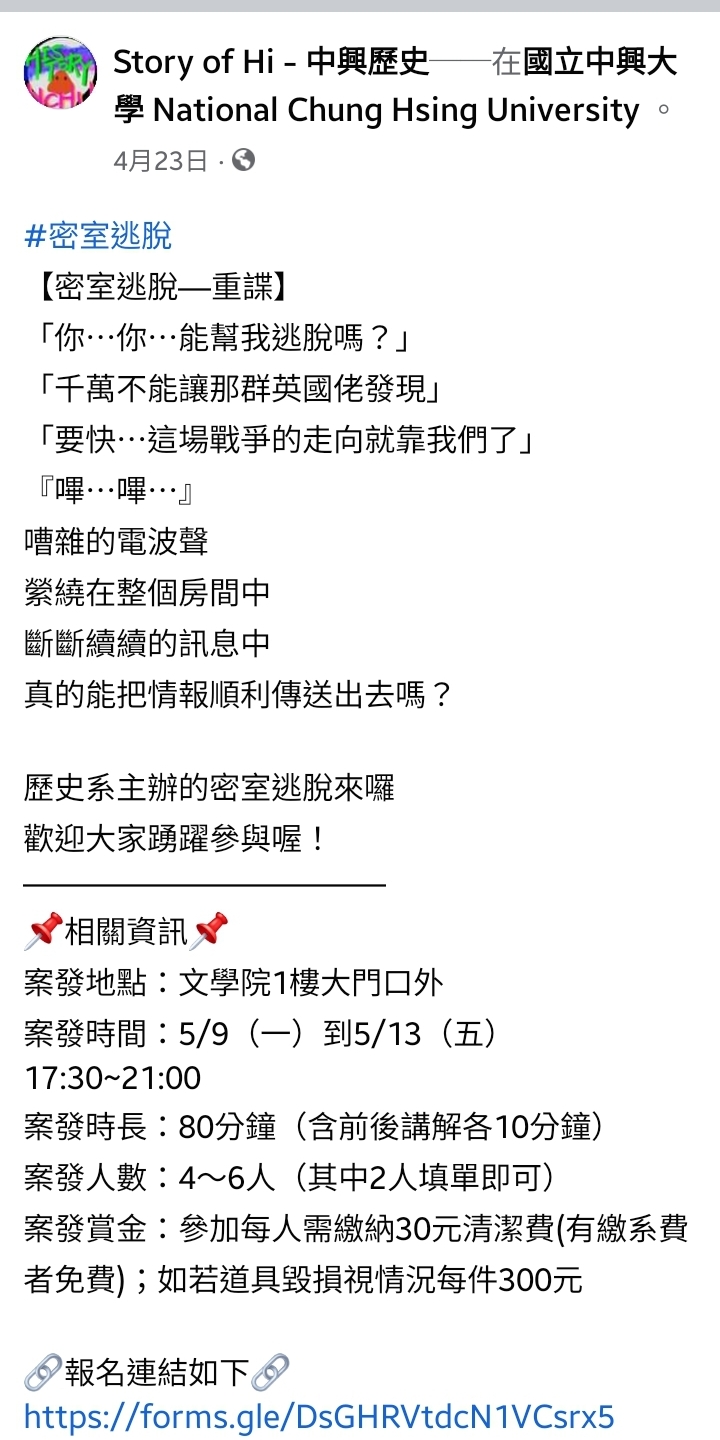 Story of Hi - 中興歷史——在國立中興大
學 National Chung Hsing University 。
4月23日 ·
#密室逃脫
【密室逃脫—重諜】
「你…你…能幫我逃脫嗎？」
「千萬不能讓那群英國佬發現」
「要快…這場戰爭的走向就靠我們了」
『嗶…嗶…』
嘈雜的電波聲
縈繞在整個房間中
斷斷續續的訊息中
真的能把情報順利傳送出去嗎？
歷史系主辦的密室逃脫來囉
歡迎大家踴躍參與喔！
📌相關資訊📌
案發地點：文學院1樓大門口外
案發時間：5/9（一）到5/13（五）
17:30~21:00
案發時長：80分鐘（含前後講解各10分鐘）
案發人數：4～6人（其中2人填單即可）
案發賞金：參加每人需繳納30元清潔費(有繳系費
者免費)；如若道具毀損視情況每件300元
🔗報名連結如下🔗
https://forms.gle/DsGHRVtdcN1VCsrx5